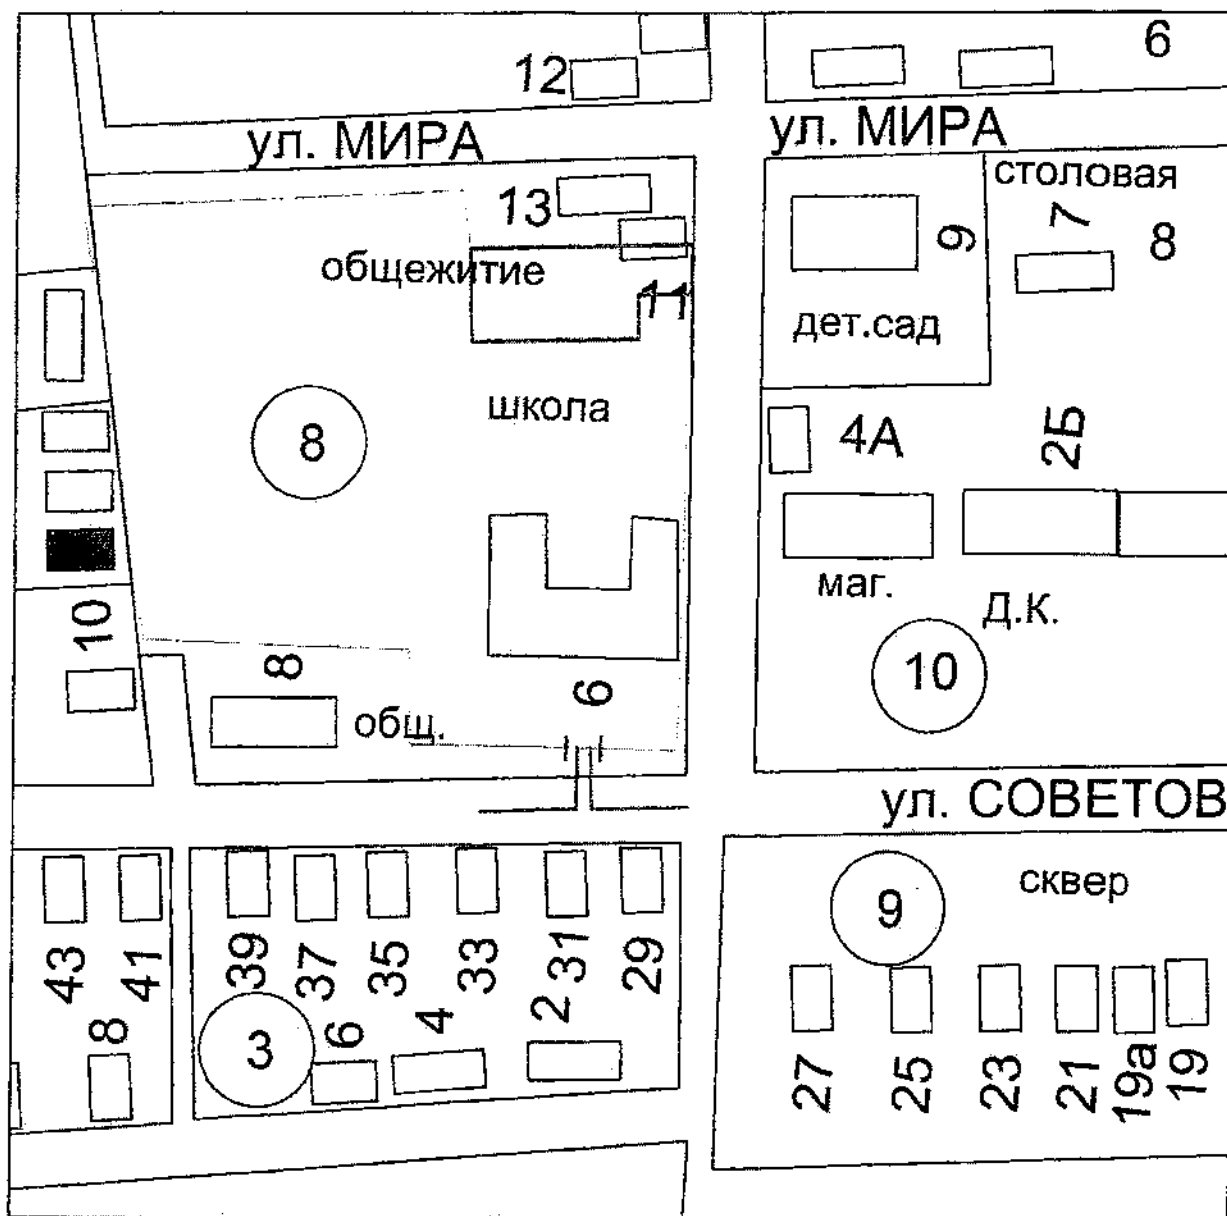 12
6
ул. МИРА
ул. МИРА
столовая
13
7
8
9
общежитие
11
дет.сад
школа
8
4А
2Б
маг.
Д.К.
10
8
6
10
общ.
ул. СОВЕТОВ
сквер
9
43
41
39
37
35
33
31
29
8
3
6
4
2
27
25
23
21
19а
19